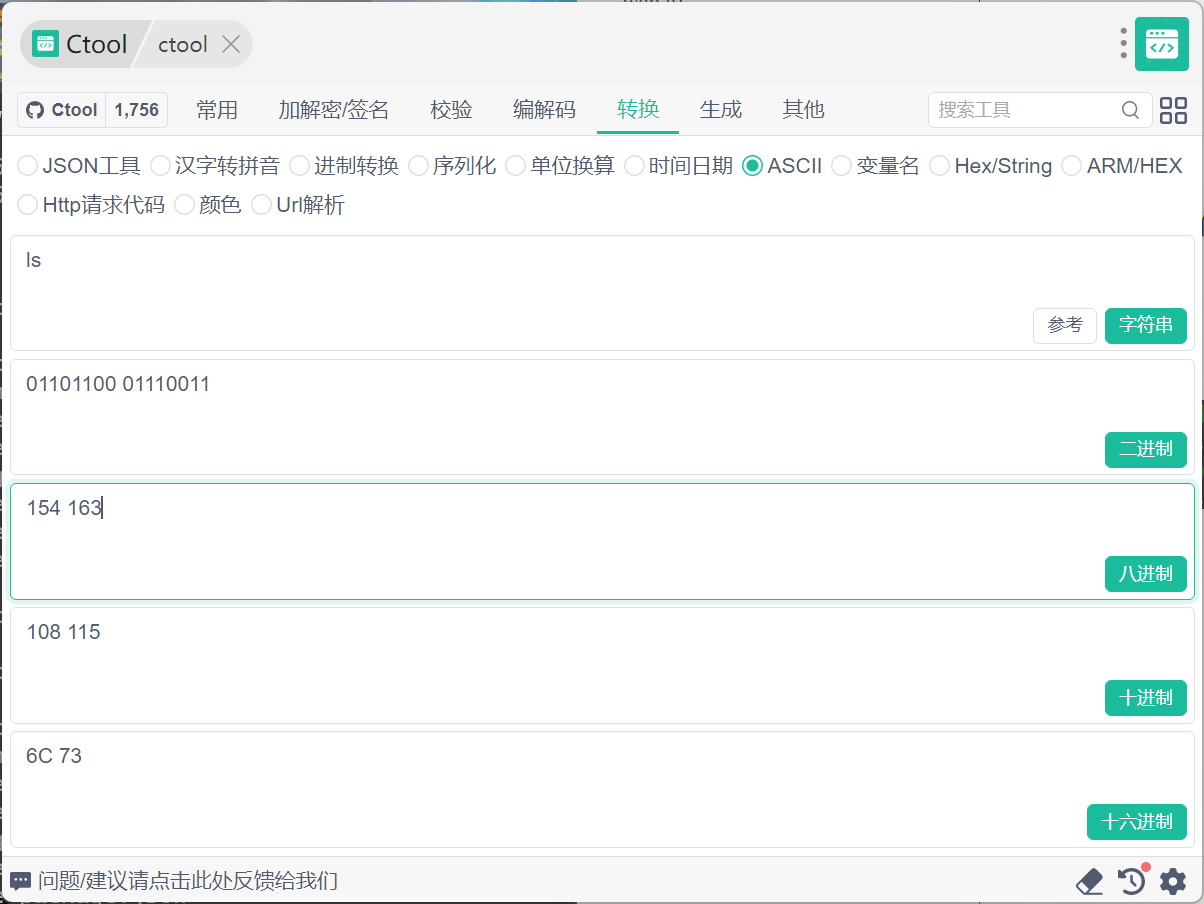 Ctool ctool
Ctool 1,756 常用 加解密/签名 校验 编解码 转换 生成 其他 搜索工具
JSON工具 汉字转拼音 进制转换 序列化 单位换算 时间日期 ASCII 变量名 Hex/String ARM/HEX
Http请求代码 颜色 Url解析
ls
参考 字符串
01101100 01110011
二进制
154 163
八进制
108 115
十进制
6C 73
十六进制
问题/建议请点击此处反馈给我们